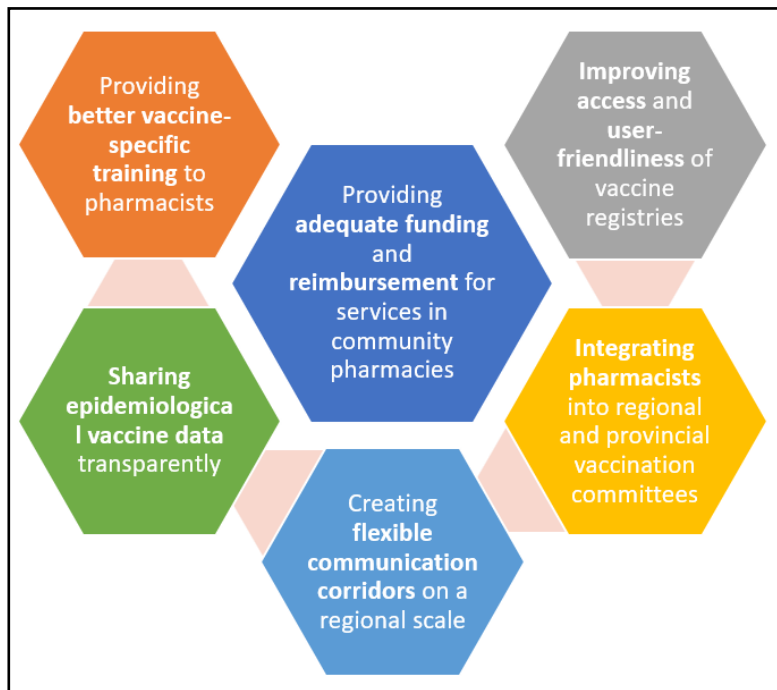 Providing
better vaccine-
specific
training to
pharmacists
Improving
access and
user-
friendliness of
vaccine
registries
Providing
adequate funding
and
reimbursement for
services in
community
pharmacies
Sharing
epidemiologica
l vaccine data
transparently
Integrating
pharmacists
into regional
and provincial
vaccination
committees
Creating
flexible
communication
corridors on a
regional scale